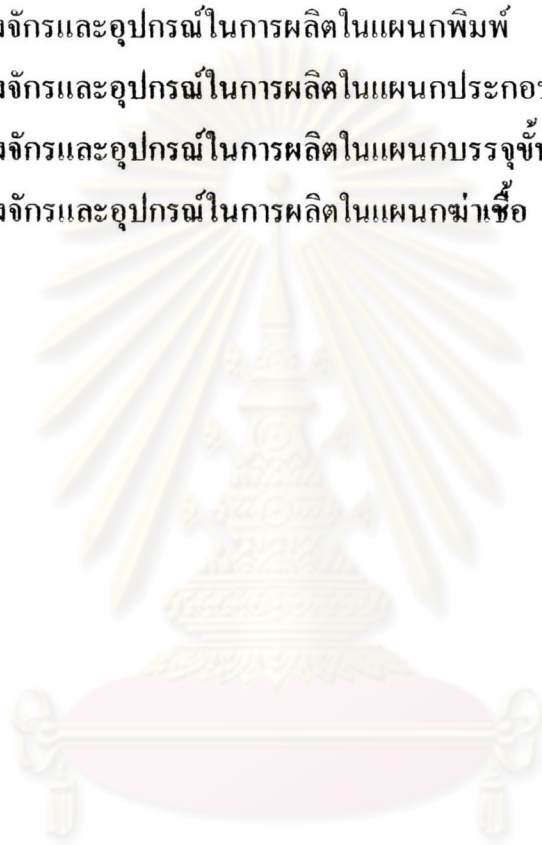 งจักรและอุปกรณ์ในการผลิตในแผนกพิมพ์
งจักรและอุปกรณ์ในการผลิตในแผนกประกอ
งจักรและอุปกรณ์ในการผลิตในแผนกบรรจุขั้น
งจักรและอุปกรณ์ในการผลิตในแผนกฆ่าเชื้อ